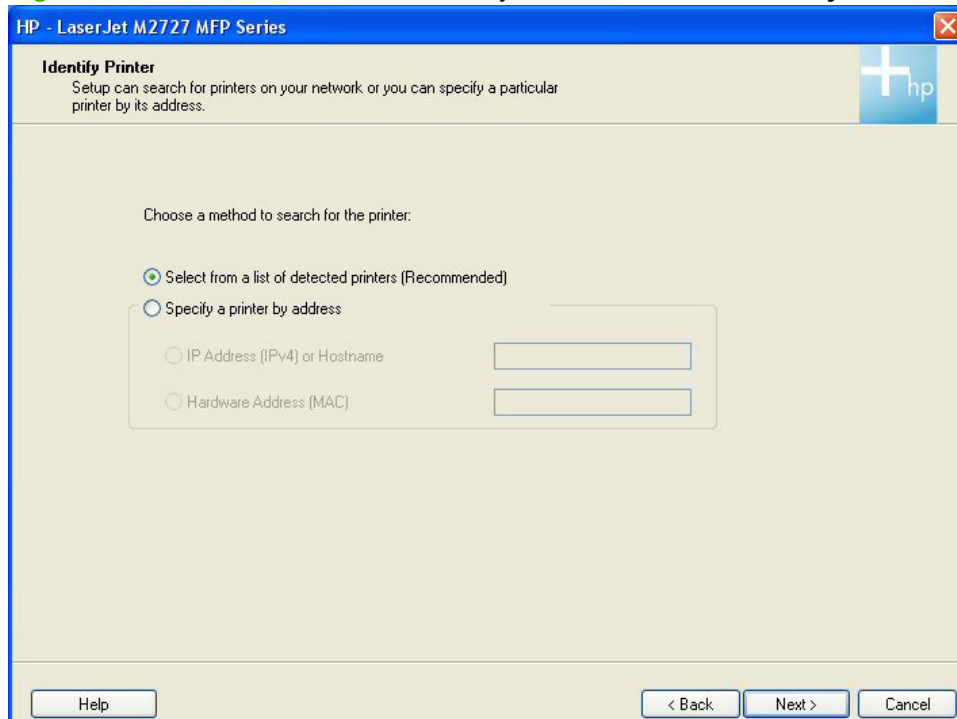 HP - LaserJet M2727 MFP Series
Identify Printer
Setup can search for printers on your network or you can specify a particular
printer by its address.
hp
Choose a method to search for the printer:
Select from a list of detected printers (Recommended)
Specify a printer by address
IP Address (IPv4) or Hostname
Hardware Address (MAC)
Help
< Back
Next >
Cancel